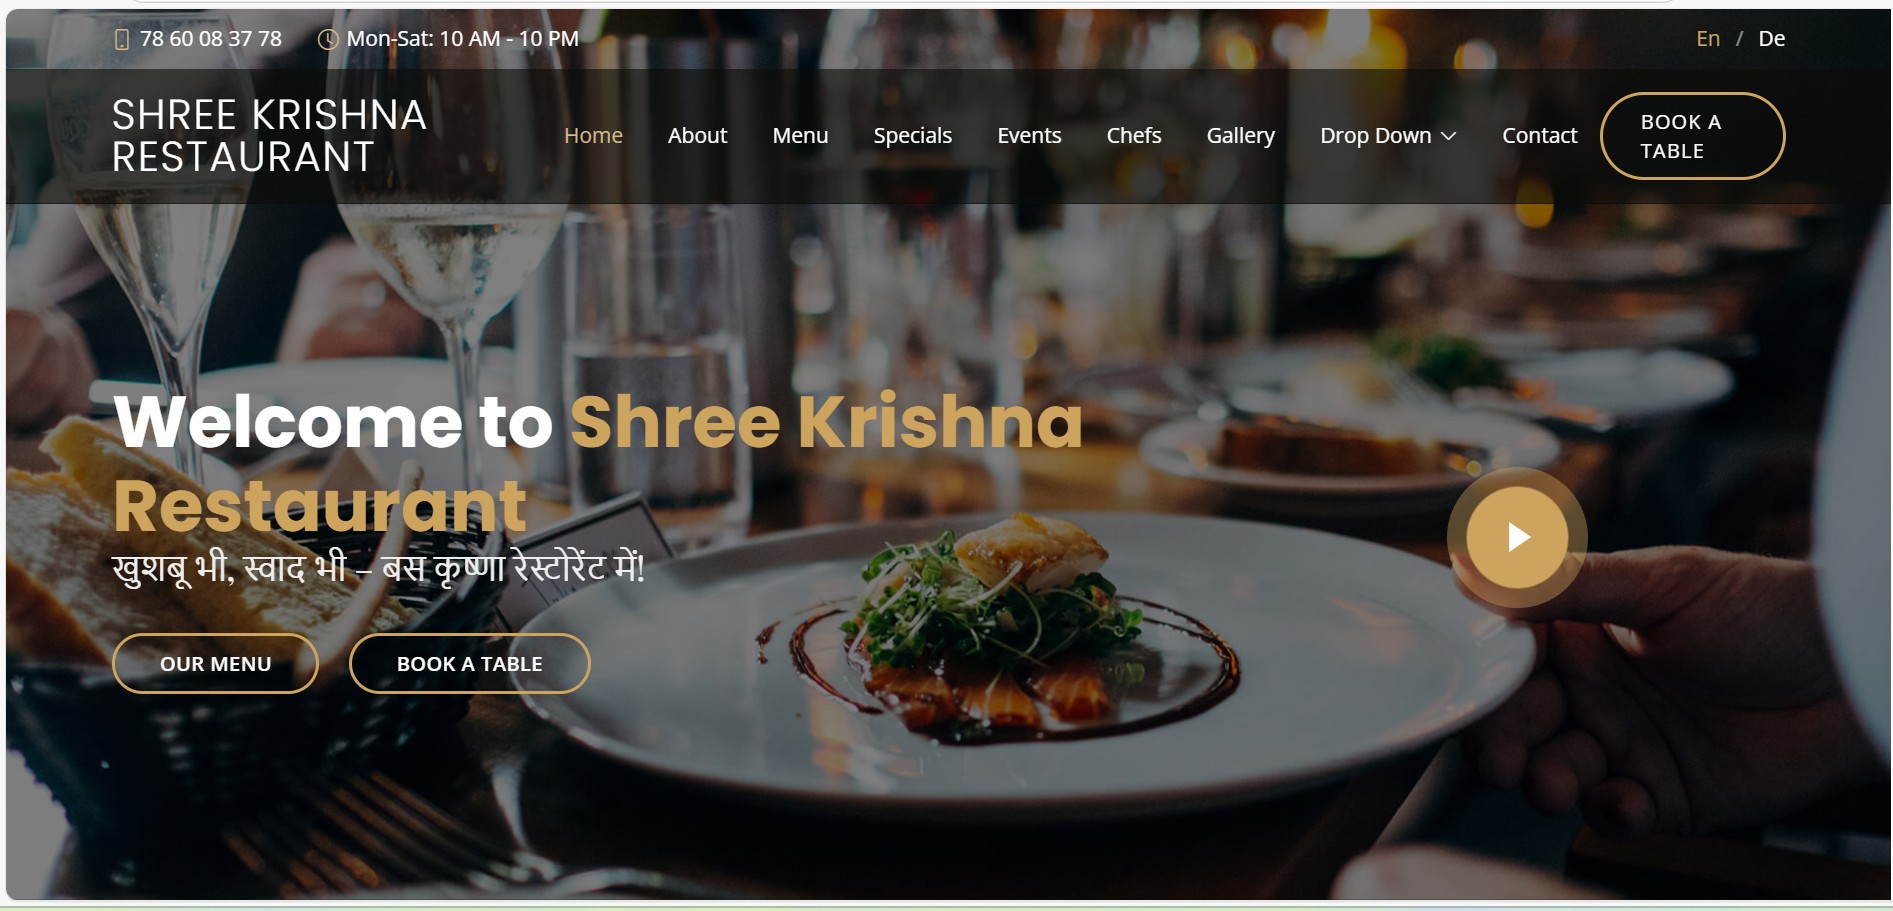 78 60 08 37 78 Mon-Sat: 10 AM - 10 PM En / De
SHREE KRISHNA
RESTAURANT
Home About Menu Specials Events Chefs Gallery Drop Down Contact
BOOK A
TABLE
Welcome to Shree Krishna
Restaurant
खुशबू भी, स्वाद भी – बस कृष्णा रेस्टोरेंट में!
OUR MENU BOOK A TABLE